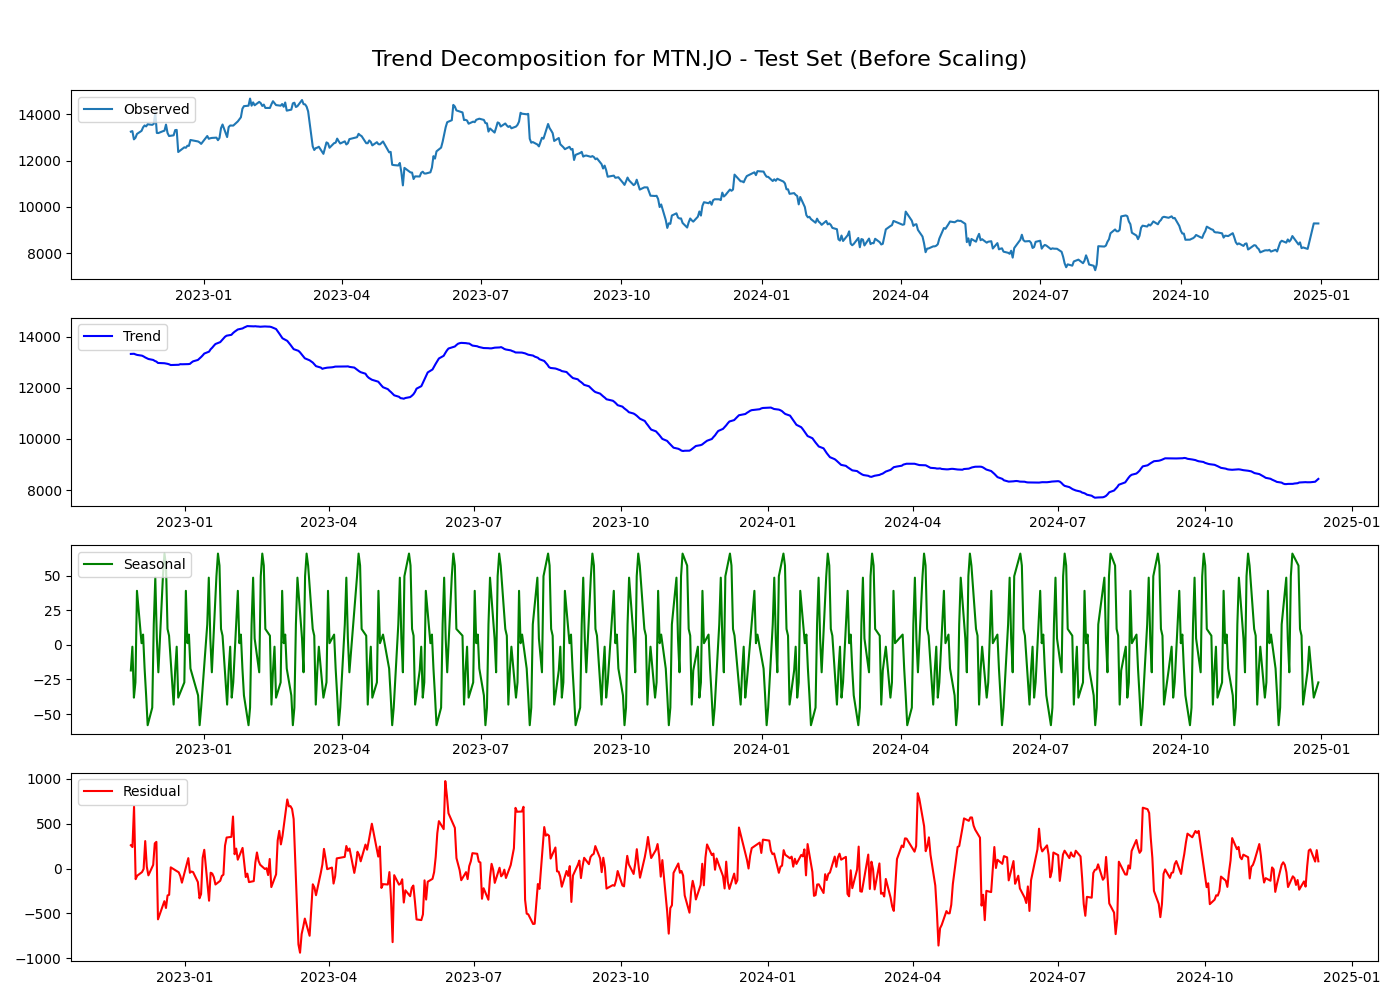 Trend Decomposition for MTN.JO - Test Set (Before Scaling)
Observed
14000
12000
10000
8000
2023-01 2023-04 2023-07 2023-10 2024-01 2024-04 2024-07 2024-10 2025-01
Trend
14000
12000
10000
8000
2023-01 2023-04 2023-07 2023-10 2024-01 2024-04 2024-07 2024-10 2025-01
Seasonal
50
25
0
−25
−50
2023-01 2023-04 2023-07 2023-10 2024-01 2024-04 2024-07 2024-10 2025-01
Residual
1000
500
0
−500
−1000
2023-01 2023-04 2023-07 2023-10 2024-01 2024-04 2024-07 2024-10 2025-01